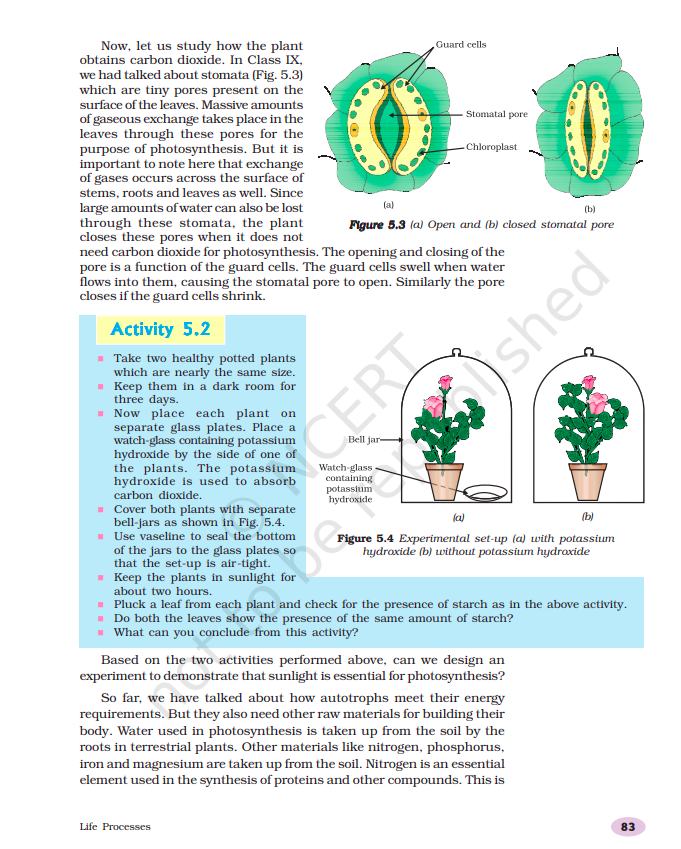 Now, let us study how the plant
obtains carbon dioxide. In Class IX,
we had talked about stomata (Fig. 5.3)
which are tiny pores present on the
surface of the leaves. Massive amounts
of gaseous exchange takes place in the
leaves through these pores for the
purpose of photosynthesis. But it is
important to note here that exchange
of gases occurs across the surface of
stems, roots and leaves as well. Since
large amounts of water can also be lost
through these stomata, the plant
closes these pores when it does not
need carbon dioxide for photosynthesis. The opening and closing of the
pore is a function of the guard cells. The guard cells swell when water
flows into them, causing the stomatal pore to open. Similarly the pore
closes if the guard cells shrink.
Guard cells
Stomatal pore
Chloroplast
(a)
(b)
Figure 5.3 (a) Open and (b) closed stomatal pore
Activity 5.2
Take two healthy potted plants
which are nearly the same size.
Keep them in a dark room for
three days.
Now place each plant on
separate glass plates. Place a
watch-glass containing potassium
hydroxide by the side of one of
the plants. The potassium
hydroxide is used to absorb
carbon dioxide.
Cover both plants with separate
bell-jars as shown in Fig. 5.4.
Use vaseline to seal the bottom
of the jars to the glass plates so
that the set-up is air-tight.
Keep the plants in sunlight for
about two hours.
Pluck a leaf from each plant and check for the presence of starch as in the above activity.
Do both the leaves show the presence of the same amount of starch?
What can you conclude from this activity?
Bell jar
Watch-glass
containing
potassium
hydroxide
(a)
(b)
Figure 5.4 Experimental set-up (a) with potassium
hydroxide (b) without potassium hydroxide
Based on the two activities performed above, can we design an
experiment to demonstrate that sunlight is essential for photosynthesis?
So far, we have talked about how autotrophs meet their energy
requirements. But they also need other raw materials for building their
body. Water used in photosynthesis is taken up from the soil by the
roots in terrestrial plants. Other materials like nitrogen, phosphorus,
iron and magnesium are taken up from the soil. Nitrogen is an essential
element used in the synthesis of proteins and other compounds. This is
Life Processes
83
© NCERT
not to be republished